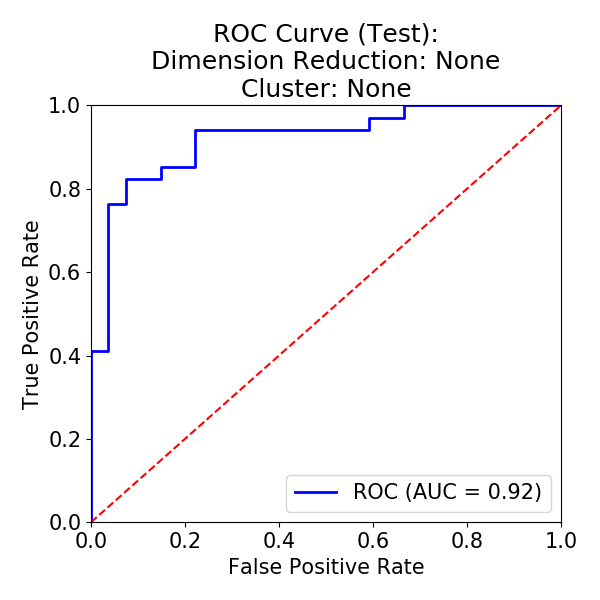 ROC Curve (Test):
Dimension Reduction: None
Cluster: None
1.0
0.8
0.6
0.4
0.2
0.0
True Positive Rate
ROC (AUC = 0.92)
0.0 0.2 0.4 0.6 0.8 1.0
False Positive Rate